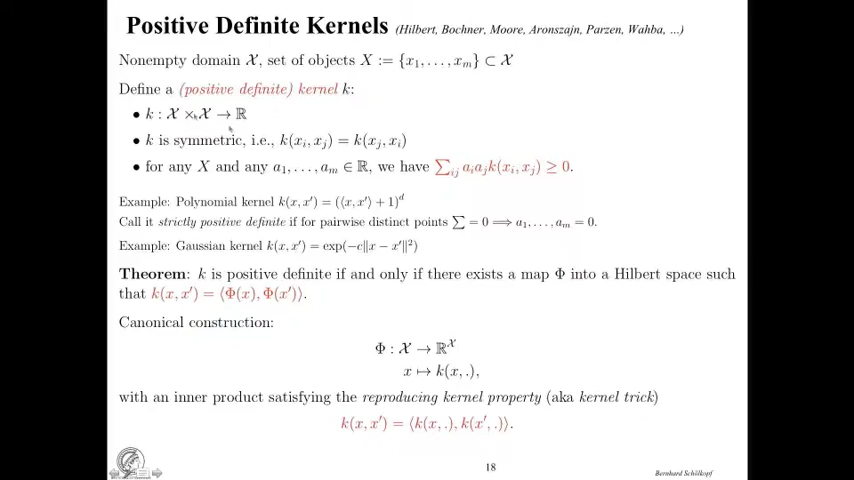 Positive Definite Kernels (Hilbert, Bochner, Moore, Aronszajn, Parzen, Wahba, ...)
Nonempty domain 𝒳, set of objects X := {x₁, . . . , xₘ} ⊂ 𝒳
Define a (positive definite) kernel k:
• k : 𝒳 × 𝒳 → ℝ
• k is symmetric, i.e., k(xᵢ, xⱼ) = k(xⱼ, xᵢ)
• for any X and any a₁, . . . , aₘ ∈ ℝ, we have ∑ᵢⱼ aᵢaⱼk(xᵢ, xⱼ) ≥ 0.
Example: Polynomial kernel k(x, x′) = (⟨x, x′⟩ + 1)ᵈ
Call it strictly positive definite if for pairwise distinct points ∑ = 0 ⟹ a₁, . . . , aₘ = 0.
Example: Gaussian kernel k(x, x′) = exp(−c‖x − x′‖²)
Theorem: k is positive definite if and only if there exists a map Φ into a Hilbert space such
that k(x, x′) = ⟨Φ(x), Φ(x′)⟩.
Canonical construction:
Φ : 𝒳 → ℝ^𝒳
x ↦ k(x, .),
with an inner product satisfying the reproducing kernel property (aka kernel trick)
k(x, x′) = ⟨k(x, .), k(x′, .)⟩.
18
Bernhard Schölkopf